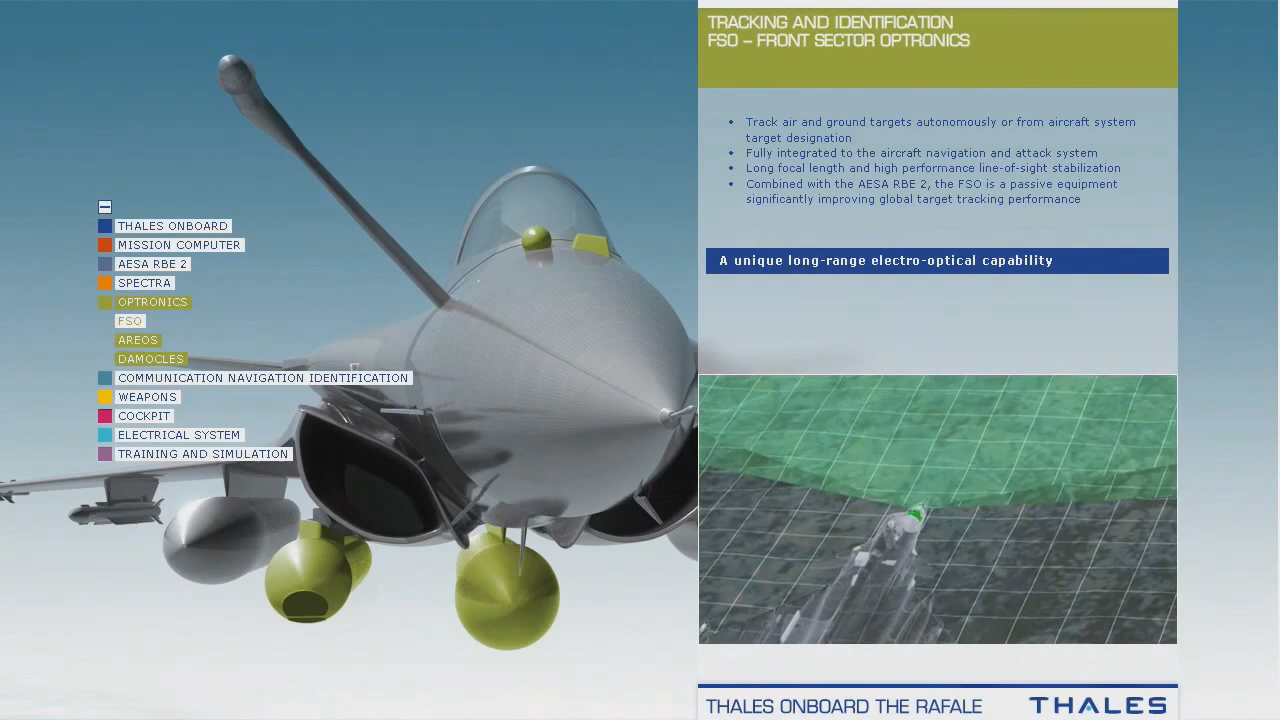 TRACKING AND IDENTIFICATION
FSO – FRONT SECTOR OPTRONICS
• Track air and ground targets autonomously or from aircraft system
target designation
• Fully integrated to the aircraft navigation and attack system
• Long focal length and high performance line-of-sight stabilization
• Combined with the AESA RBE 2, the FSO is a passive equipment
significantly improving global target tracking performance
A unique long-range electro-optical capability
THALES ONBOARD
MISSION COMPUTER
AESA RBE 2
SPECTRA
OPTRONICS
FSO
AREOS
DAMOCLES
COMMUNICATION NAVIGATION IDENTIFICATION
WEAPONS
COCKPIT
ELECTRICAL SYSTEM
TRAINING AND SIMULATION
THALES ONBOARD THE RAFALE
THALES